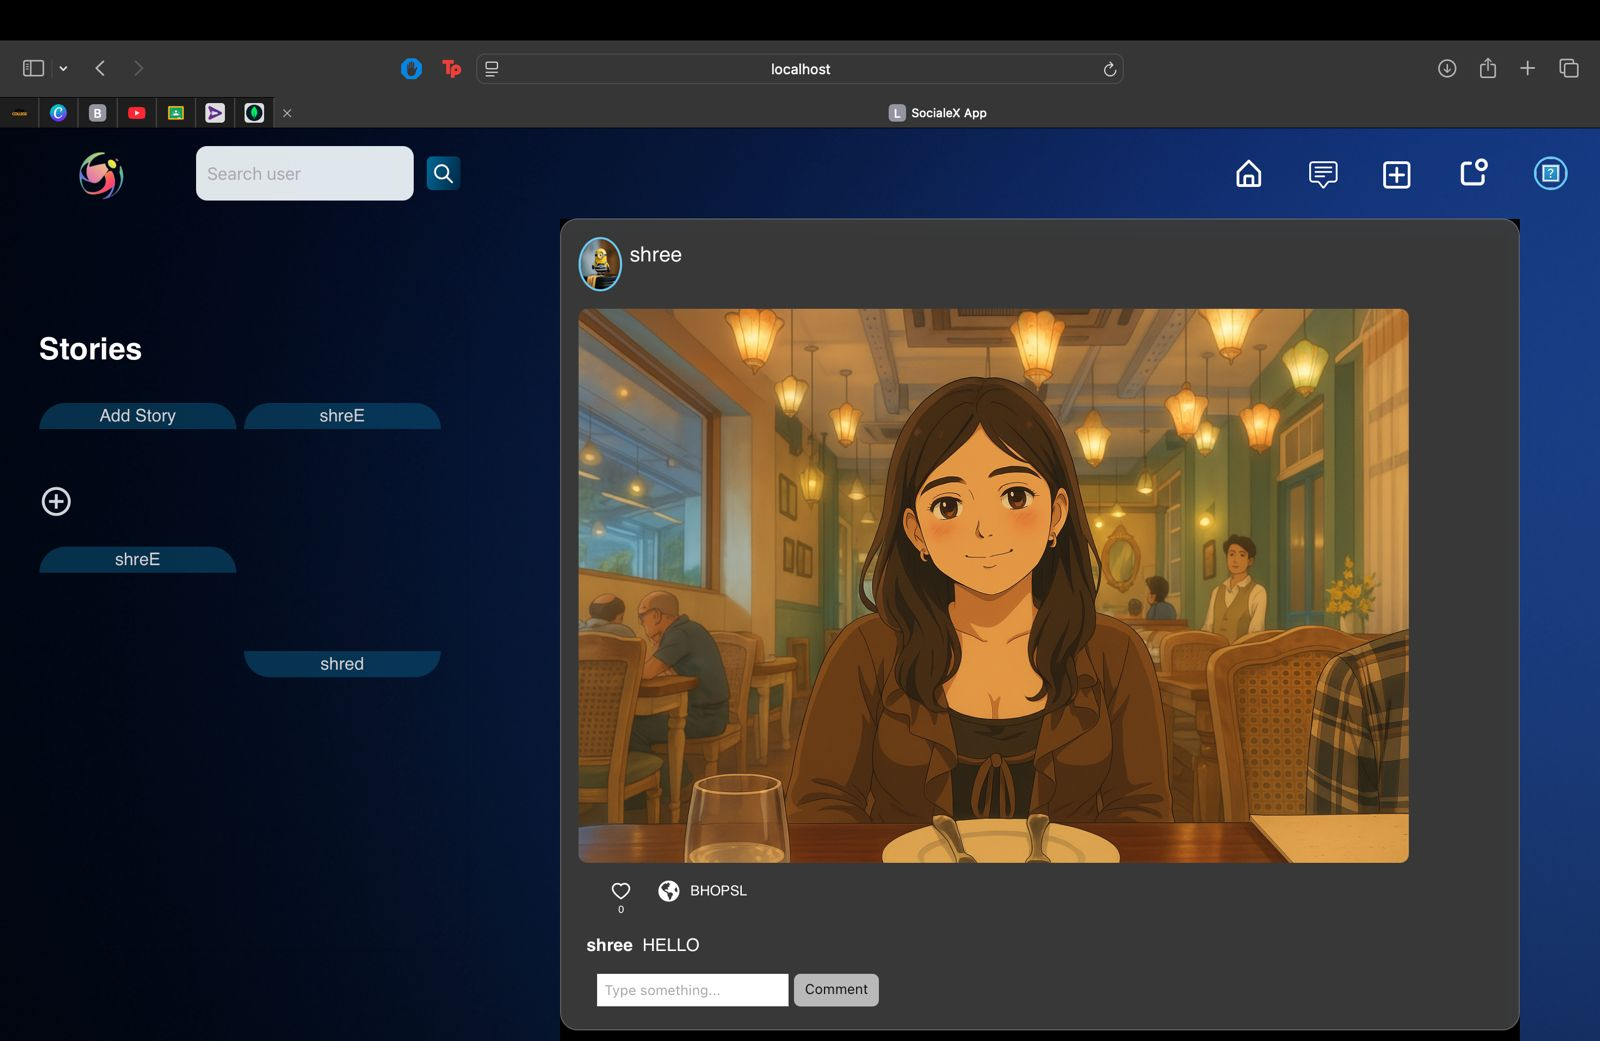 localhost
SocialeX App
Search user
shree
Stories
Add Story
shreE
shreE
shred
0
BHOPSL
shree HELLO
Type something...
Comment